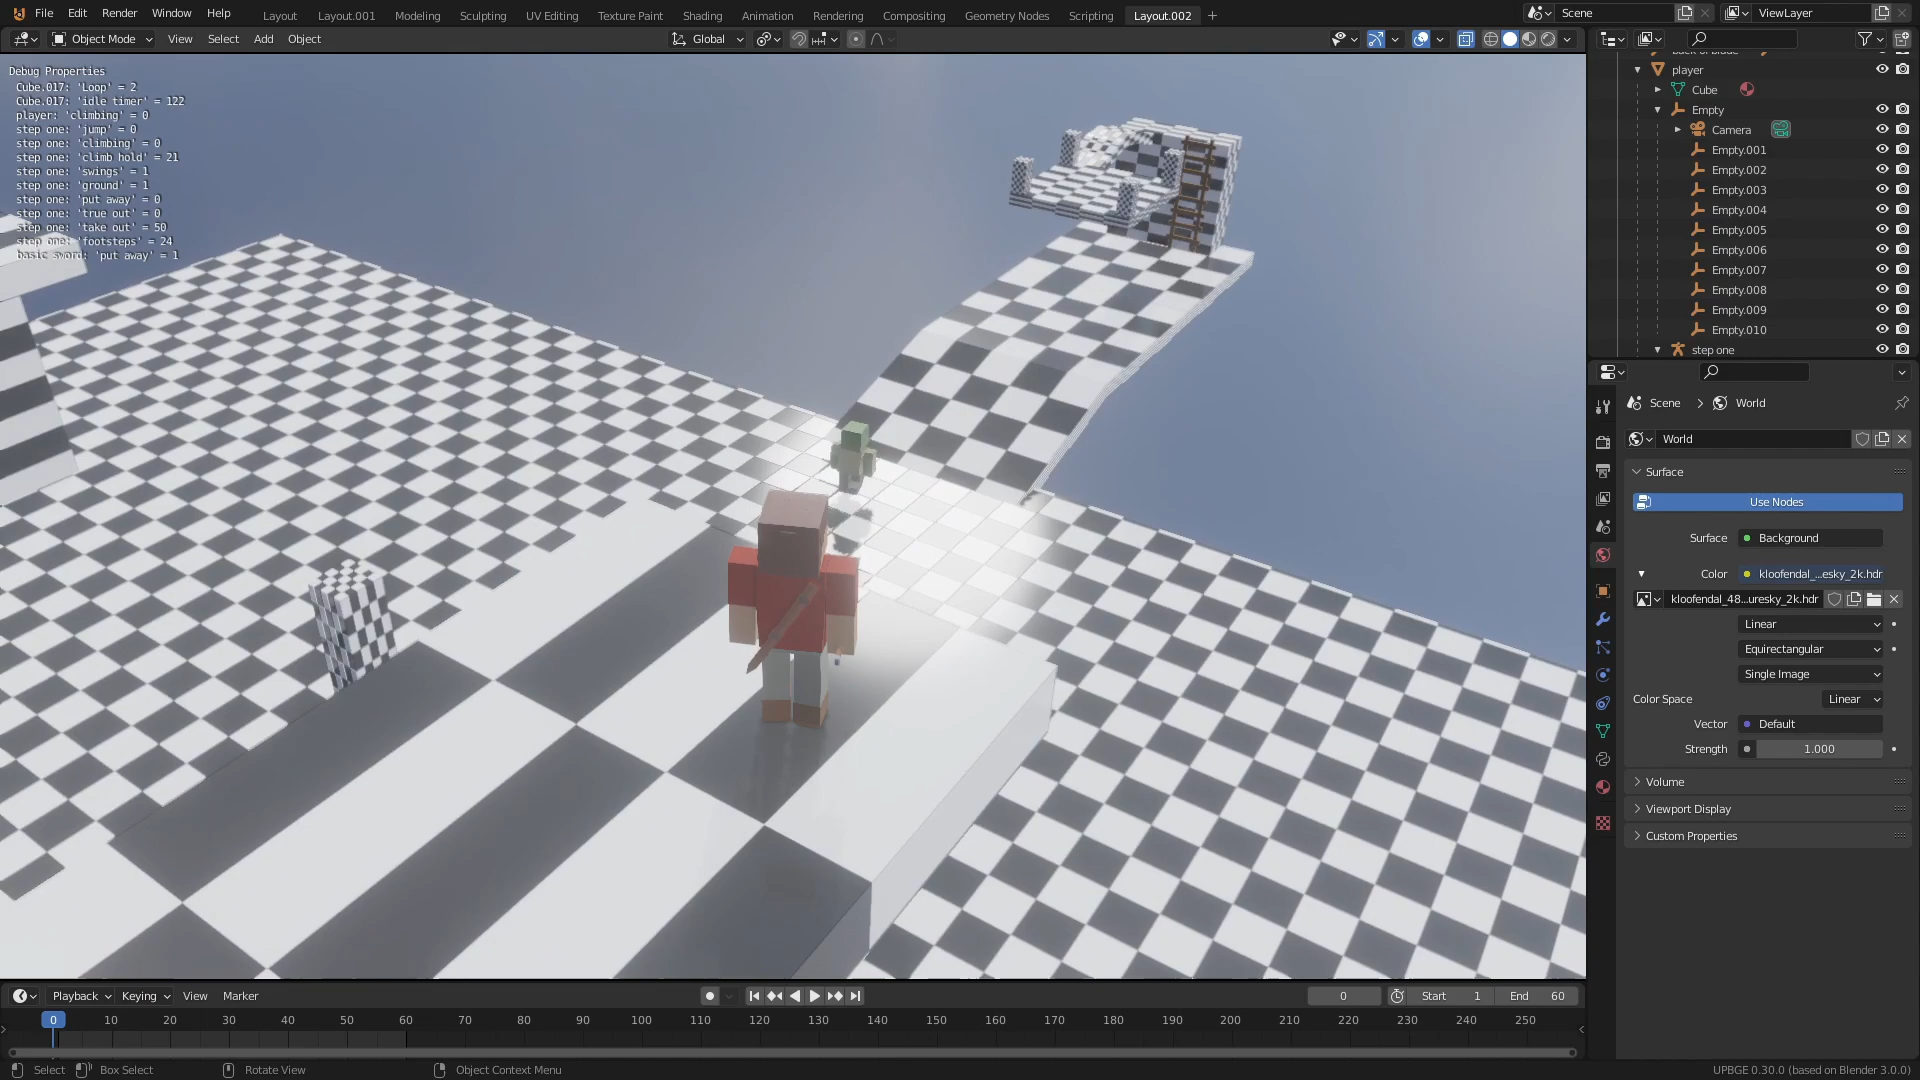 File Edit Render Window Help Layout Layout.001 Modeling Sculpting UV Editing Texture Paint Shading Animation Rendering Compositing Geometry Nodes Scripting Layout.002 Scene ViewLayer
Object Mode View Select Add Object Global
Debug Properties
Cube.017: 'Loop' = 2
Cube.017: 'idle timer' = 122
player: 'climbing' = 0
step one: 'jump' = 0
step one: 'climbing' = 0
step one: 'climb hold' = 21
step one: 'swings' = 1
step one: 'ground' = 1
step one: 'put away' = 0
step one: 'true out' = 0
step one: 'take out' = 50
step one: 'footsteps' = 24
basic sword: 'put away' = 1
player
Cube
Empty
Camera
Empty.001
Empty.002
Empty.003
Empty.004
Empty.005
Empty.006
Empty.007
Empty.008
Empty.009
Empty.010
step one
Scene World
World
Surface
Use Nodes
Surface Background
Color kloofendal_...esky_2k.hdr
kloofendal_48...uresky_2k.hdr
Linear
Equirectangular
Single Image
Color Space Linear
Vector Default
Strength 1.000
Volume
Viewport Display
Custom Properties
Playback Keying View Marker 0 Start 1 End 60
0 10 20 30 40 50 60 70 80 90 100 110 120 130 140 150 160 170 180 190 200 210 220 230 240 250
Select Box Select Rotate View Object Context Menu UPBGE 0.30.0 (based on Blender 3.0.0)